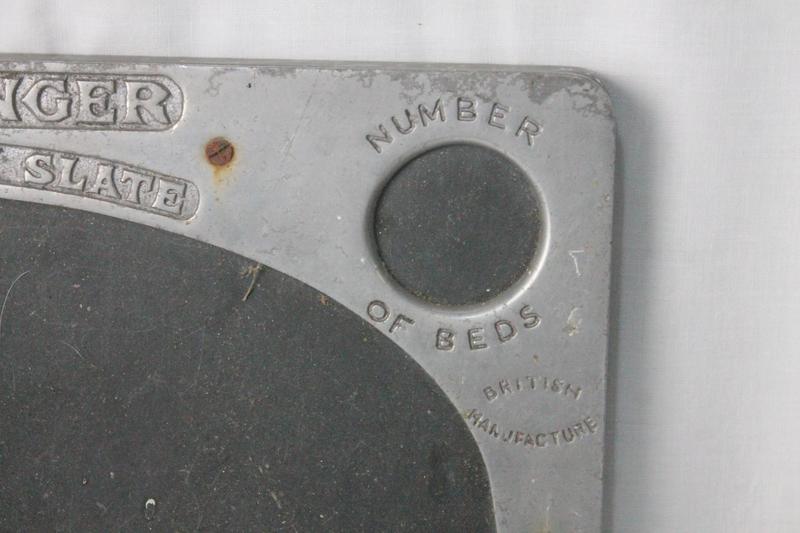 NGER
SLATE
NUMBER
OF BEDS
BRITISH
MANUFACTURE